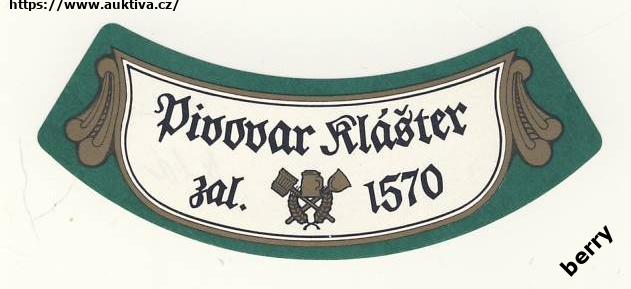 https://www.auktiva.cz/
Pivovar Klášter
zal. 1570
berry